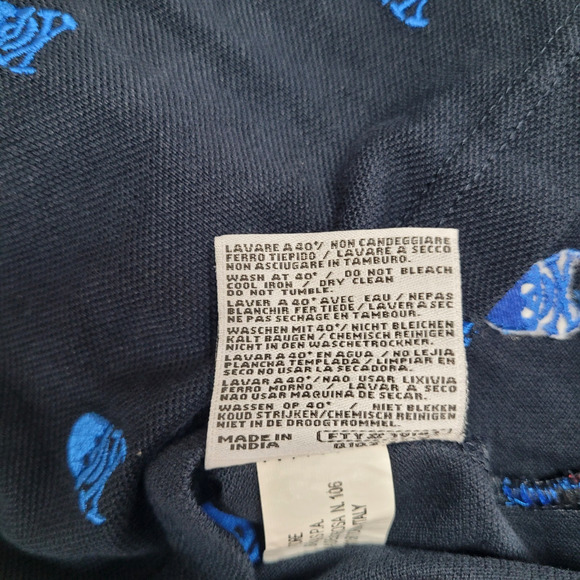 LAVARE A 40°/ NON CANDEGGIARE
FERRO TIEPIDO / LAVARE A SECCO
NON ASCIUGARE IN TAMBURO.
WASH AT 40° / DO NOT BLEACH
COOL IRON / DRY CLEAN
DO NOT TUMBLE.
LAVER A 40° AVEC EAU / NEPAS
BLANCHIR FER TIEDE / LAVER A SEC
NE PAS SECHAGE EN TAMBOUR.
WASCHEN MIT 40°/ NICHT BLEICHEN
KALT BAUGEN / CHEMISCH REINIGEN
NICHT IN DEN WASCHETROCKNER.
LAVAR A 40° EN AGUA / NO LEJIA
PLANCHA TEMPLADA / LIMPIAR EN
SECO NO USAR LA SECADORA.
LAVAR A 40°/NAO USAR LIXIVIA
FERRO MORNO / LAVAR A SECO
NAO USAR MAQUINA DE SECAR.
WASSEN OP 40° / NIET BLEKEN
KOUD STRIJKEN/CHEMISCH REINIGEN
NIET IN DE DROOGTROMMEL.
MADE IN
INDIA
FTY
N. 106
ITALY